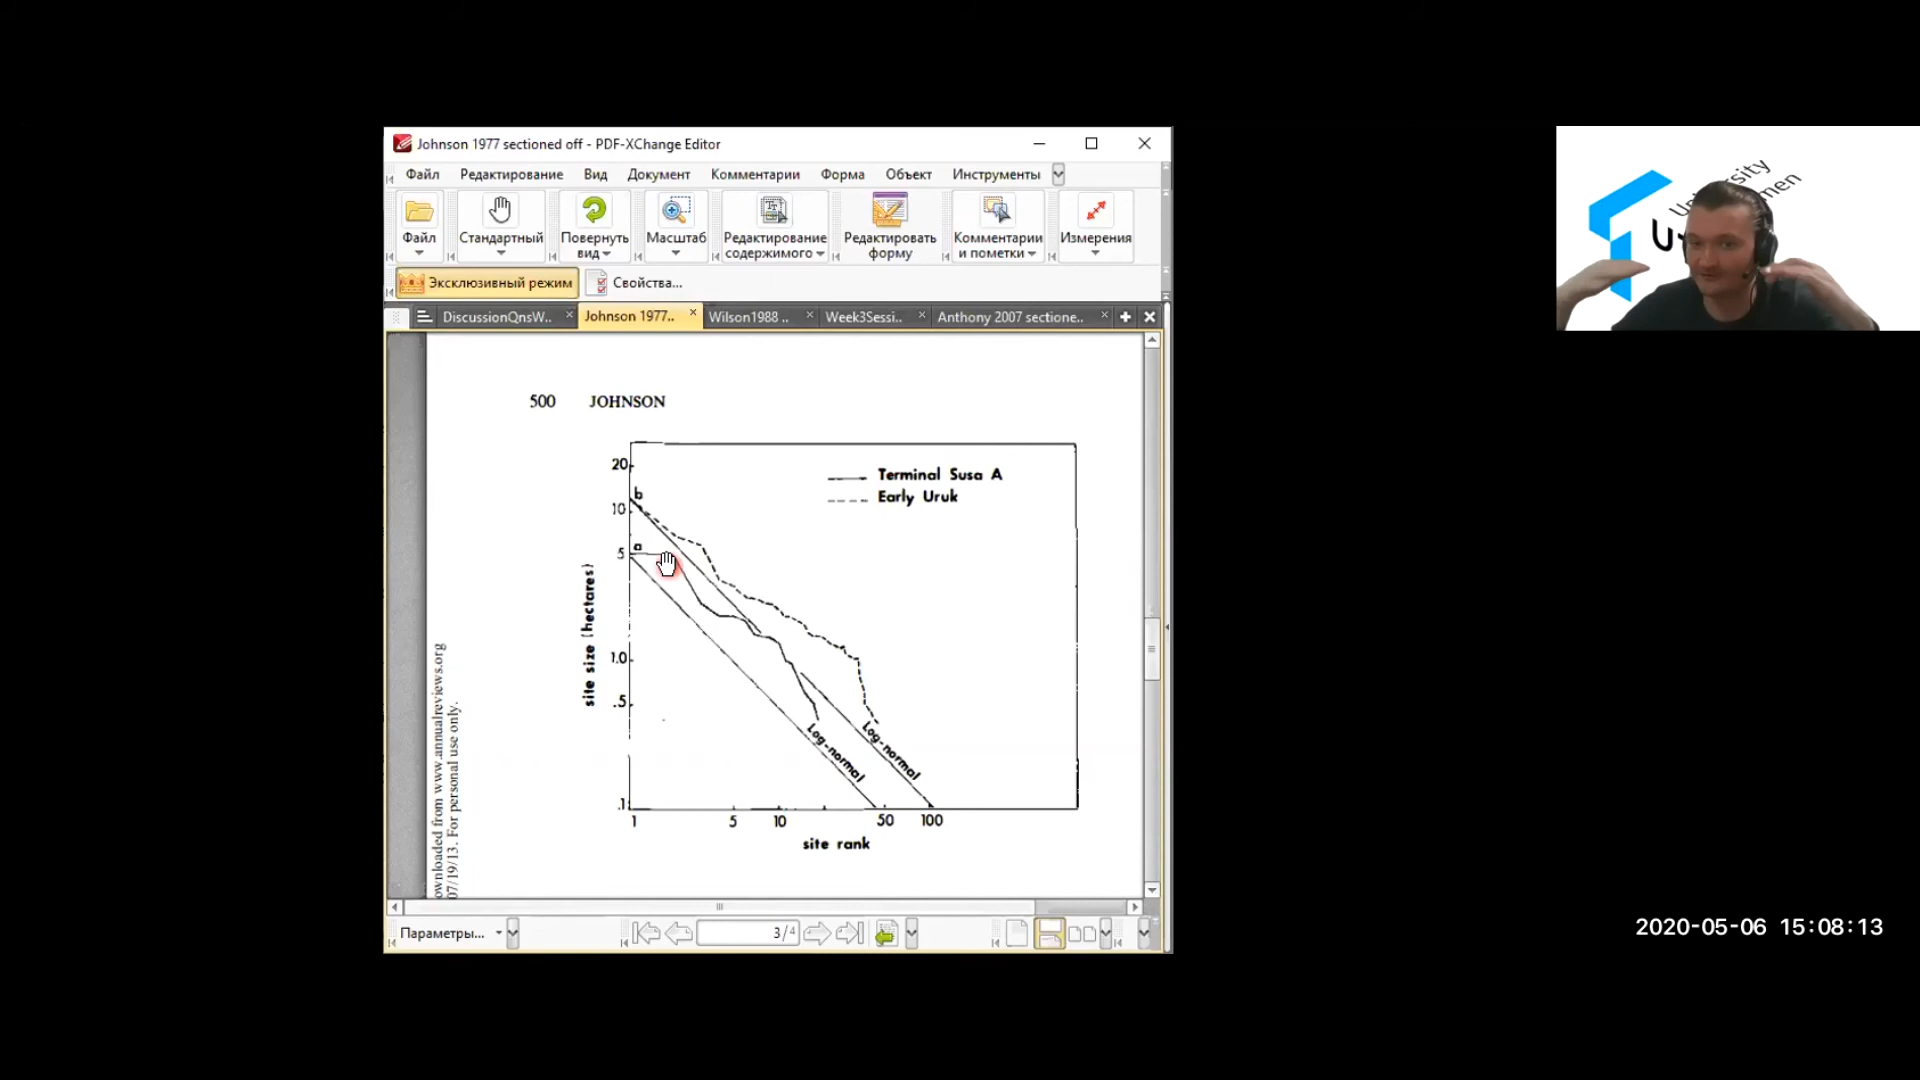 Johnson 1977 sectioned off - PDF-XChange Editor
Файл Редактирование Вид Документ Комментарии Форма Объект Инструменты
Файл Стандартный Повернуть вид Масштаб Редактирование содержимого Редактировать форму Комментарии и пометки Измерения
Эксклюзивный режим Свойства...
DiscussionQnsW.. Johnson 1977.. Wilson1988 .. Week3Sessi.. Anthony 2007 sectione..
500 JOHNSON
20
10
5
1.0
.5
.1
b
a
Terminal Susa A
Early Uruk
site size (hectares)
Log-normal
Log-normal
1 5 10 50 100
site rank
ownloaded from www.annualreviews.org
07/19/13. For personal use only.
Параметры...
3/4
2020-05-06 15:08:13